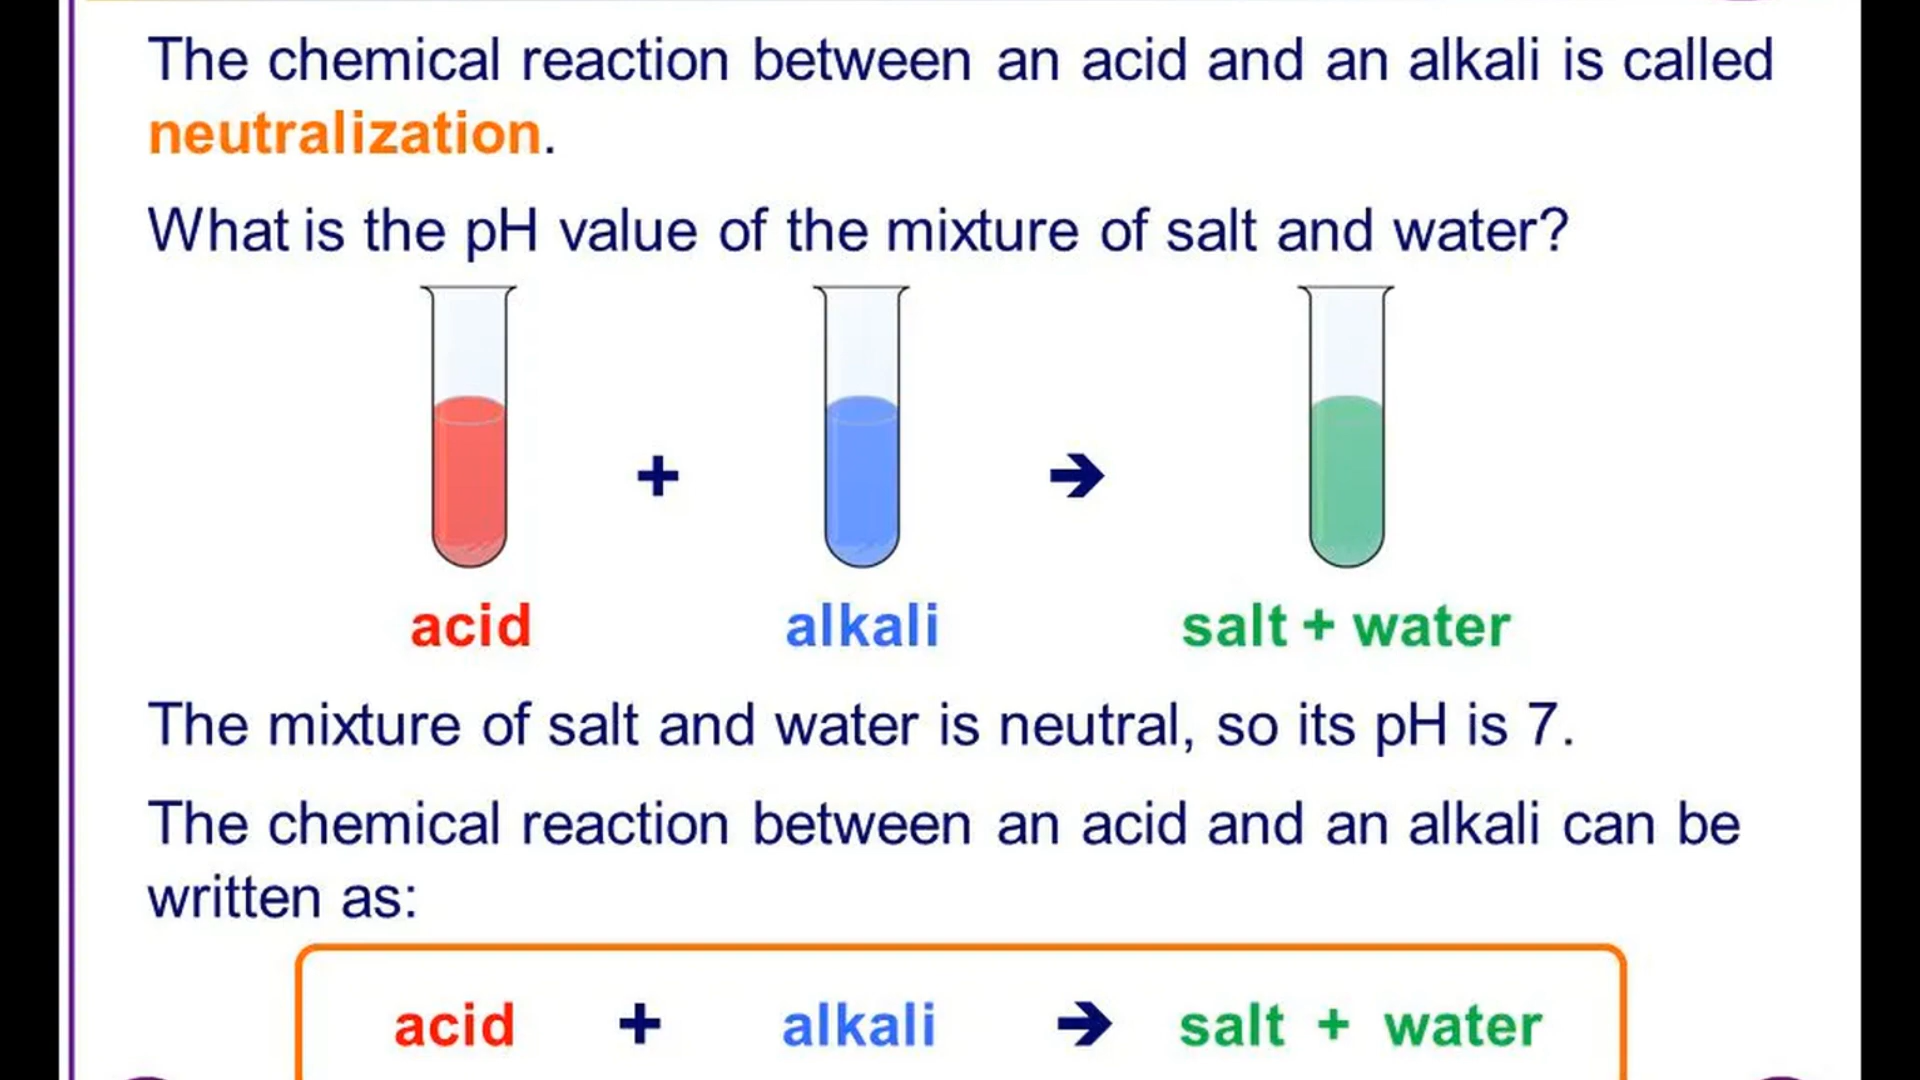 The chemical reaction between an acid and an alkali is called
neutralization.
What is the pH value of the mixture of salt and water?
+ →
acid alkali salt + water
The mixture of salt and water is neutral, so its pH is 7.
The chemical reaction between an acid and an alkali can be
written as:
acid + alkali → salt + water